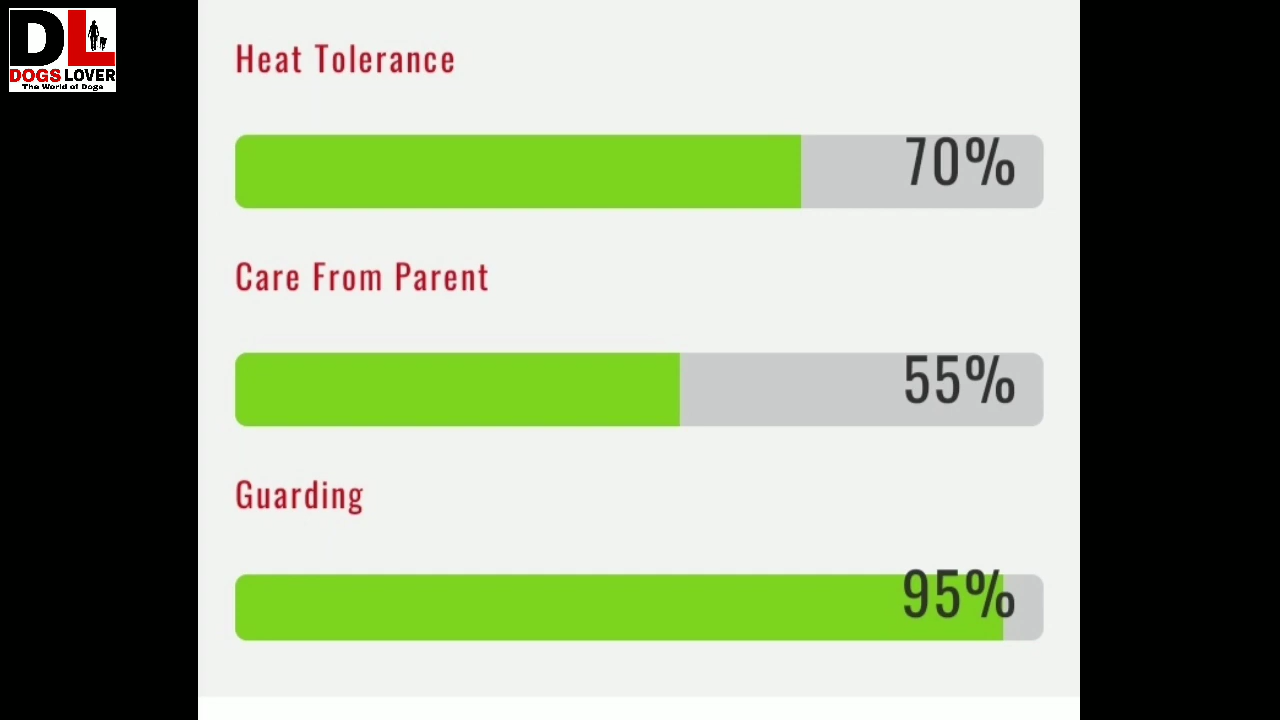 DL
DOGS LOVER
The World of Dogs
Heat Tolerance
70%
Care From Parent
55%
Guarding
95%